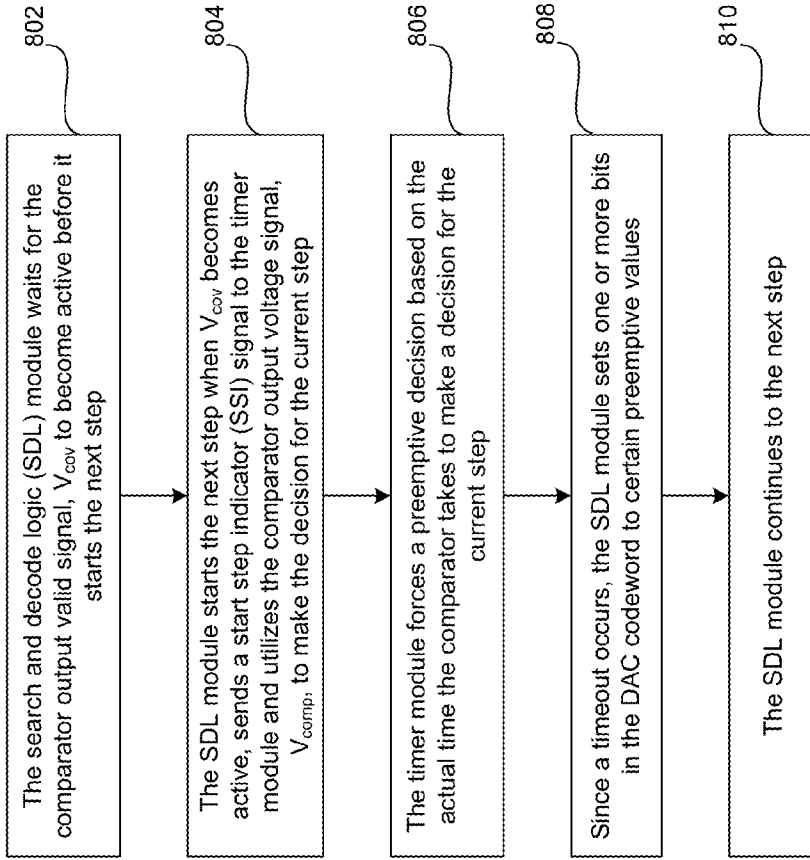 The search and decode logic (SDL) module waits for the
comparator output valid signal, Vcov to become active before it
starts the next step
802
The SDL module starts the next step when Vcov becomes
active, sends a start step indicator (SSI) signal to the timer
module and utilizes the comparator output voltage signal,
Vcomp, to make the decision for the current step
804
The timer module forces a preemptive decision based on the
actual time the comparator takes to make a decision for the
current step
806
Since a timeout occurs, the SDL module sets one or more bits
in the DAC codeword to certain preemptive values
808
The SDL module continues to the next step
810